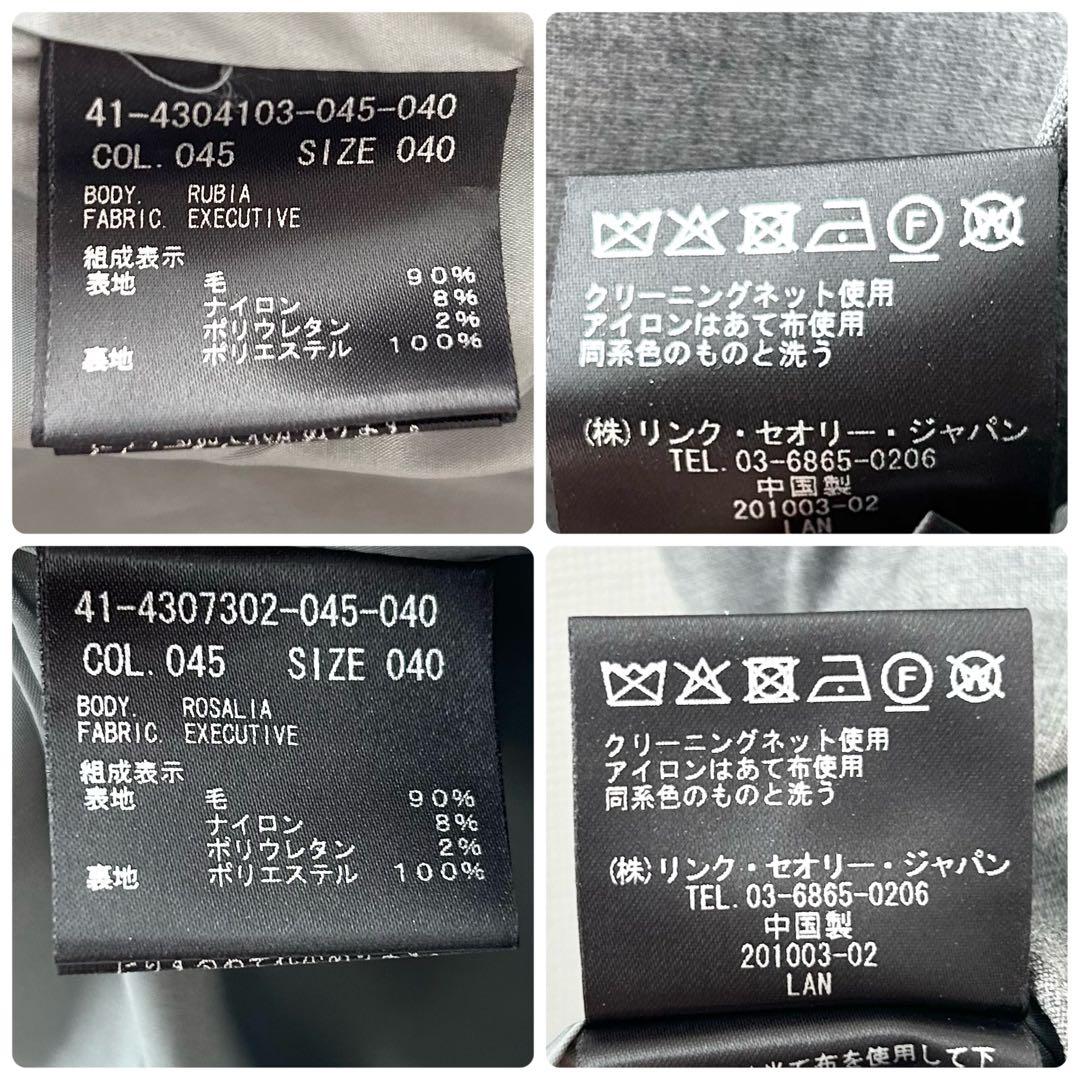 41-4304103-045-040
COL. 045 SIZE 040
BODY. RUBIA
FABRIC. EXECUTIVE
組成表示
表地 毛 90%
ナイロン 8%
ポリウレタン 2%
裏地 ポリエステル 100%
F W
クリーニングネット使用
アイロンはあて布使用
同系色のものと洗う
(株)リンク・セオリー・ジャパン
TEL. 03-6865-0206
中国製
201003-02
LAN
41-4307302-045-040
COL. 045 SIZE 040
BODY. ROSALIA
FABRIC. EXECUTIVE
組成表示
表地 毛 90%
ナイロン 8%
ポリウレタン 2%
裏地 ポリエステル 100%
F W
クリーニングネット使用
アイロンはあて布使用
同系色のものと洗う
(株)リンク・セオリー・ジャパン
TEL. 03-6865-0206
中国製
201003-02
LAN
当て布を使用して下